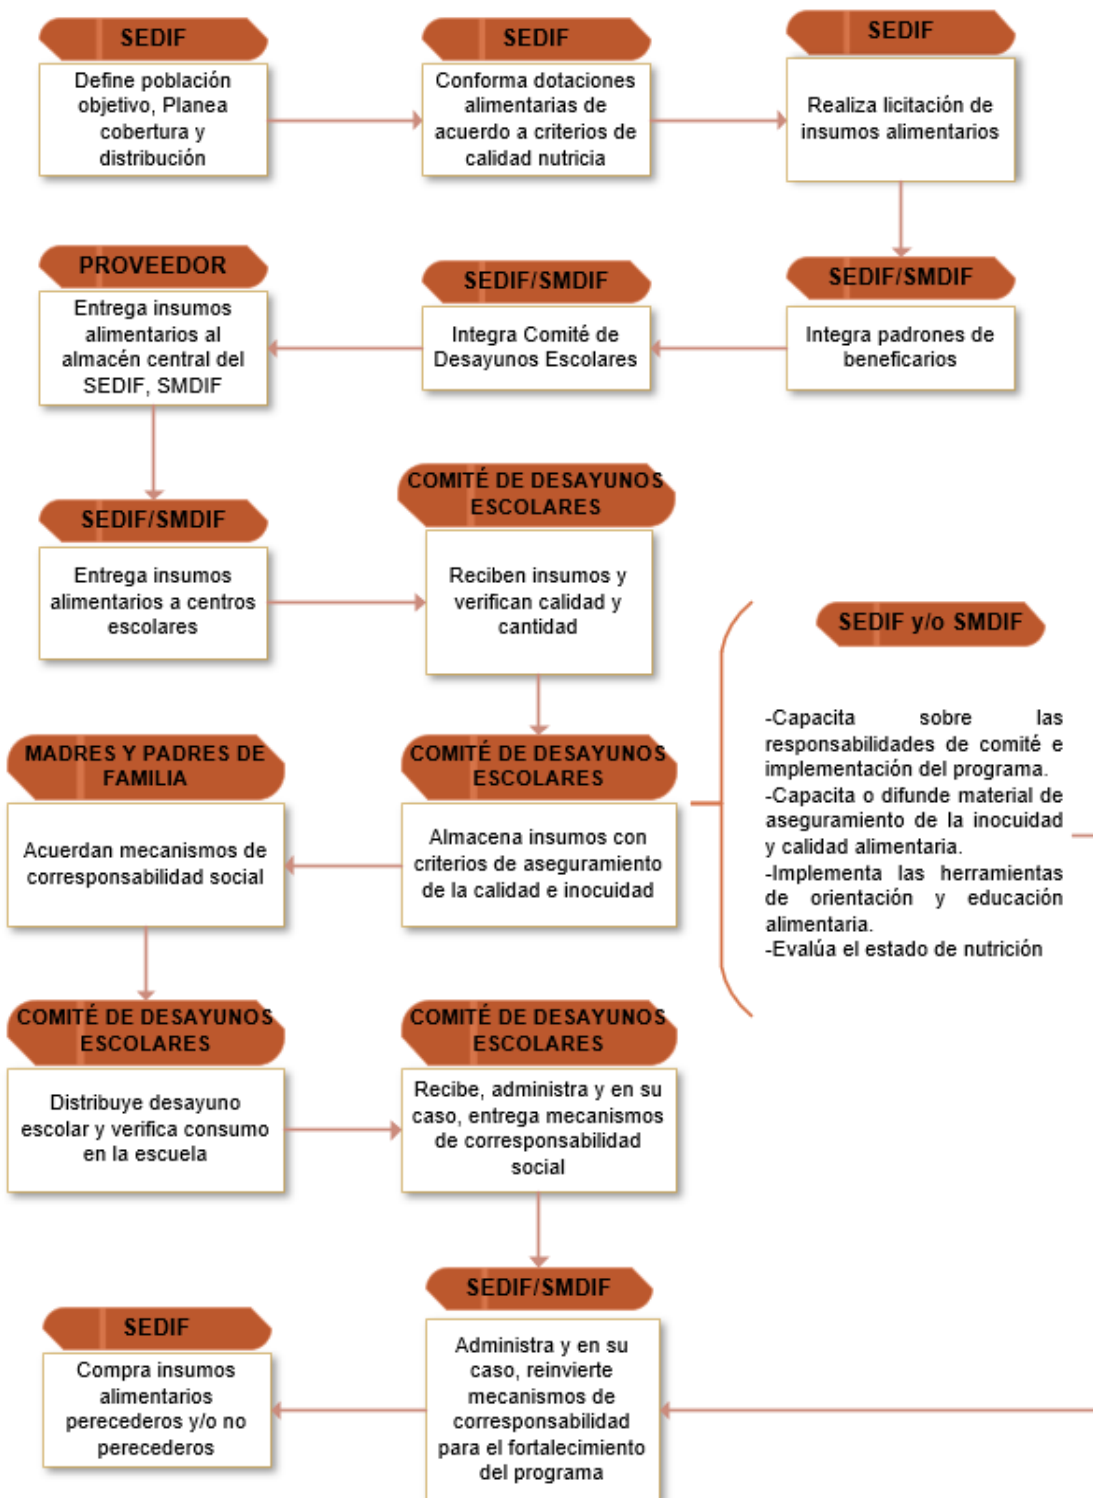 SEDIF
Define población
objetivo, Planea
cobertura y
distribución
SEDIF
Conforma dotaciones
alimentarias de
acuerdo a criterios de
calidad nutricia
SEDIF
Realiza licitación de
insumos alimentarios
SEDIF/SMDIF
Integra padrones de
beneficarios
SEDIF/SMDIF
Integra Comité de
Desayunos Escolares
PROVEEDOR
Entrega insumos
alimentarios al
almacén central del
SEDIF, SMDIF
SEDIF/SMDIF
Entrega insumos
alimentarios a centros
escolares
COMITÉ DE DESAYUNOS
ESCOLARES
Reciben insumos y
verifican calidad y
cantidad
COMITÉ DE DESAYUNOS
ESCOLARES
Almacena insumos con
criterios de aseguramiento
de la calidad e inocuidad
SEDIF y/o SMDIF
-Capacita sobre las
responsabilidades de comité e
implementación del programa.
-Capacita o difunde material de
aseguramiento de la inocuidad
y calidad alimentaria.
-Implementa las herramientas
de orientación y educación
alimentaria.
-Evalúa el estado de nutrición
MADRES Y PADRES DE
FAMILIA
Acuerdan mecanismos de
corresponsabilidad social
COMITÉ DE DESAYUNOS
ESCOLARES
Distribuye desayuno
escolar y verifica consumo
en la escuela
COMITÉ DE DESAYUNOS
ESCOLARES
Recibe, administra y en su
caso, entrega mecanismos
de corresponsabilidad
social
SEDIF/SMDIF
Administra y en su
caso, reinvierte
mecanismos de
corresponsabilidad
para el fortalecimiento
del programa
SEDIF
Compra insumos
alimentarios
perecederos y/o no
perecederos